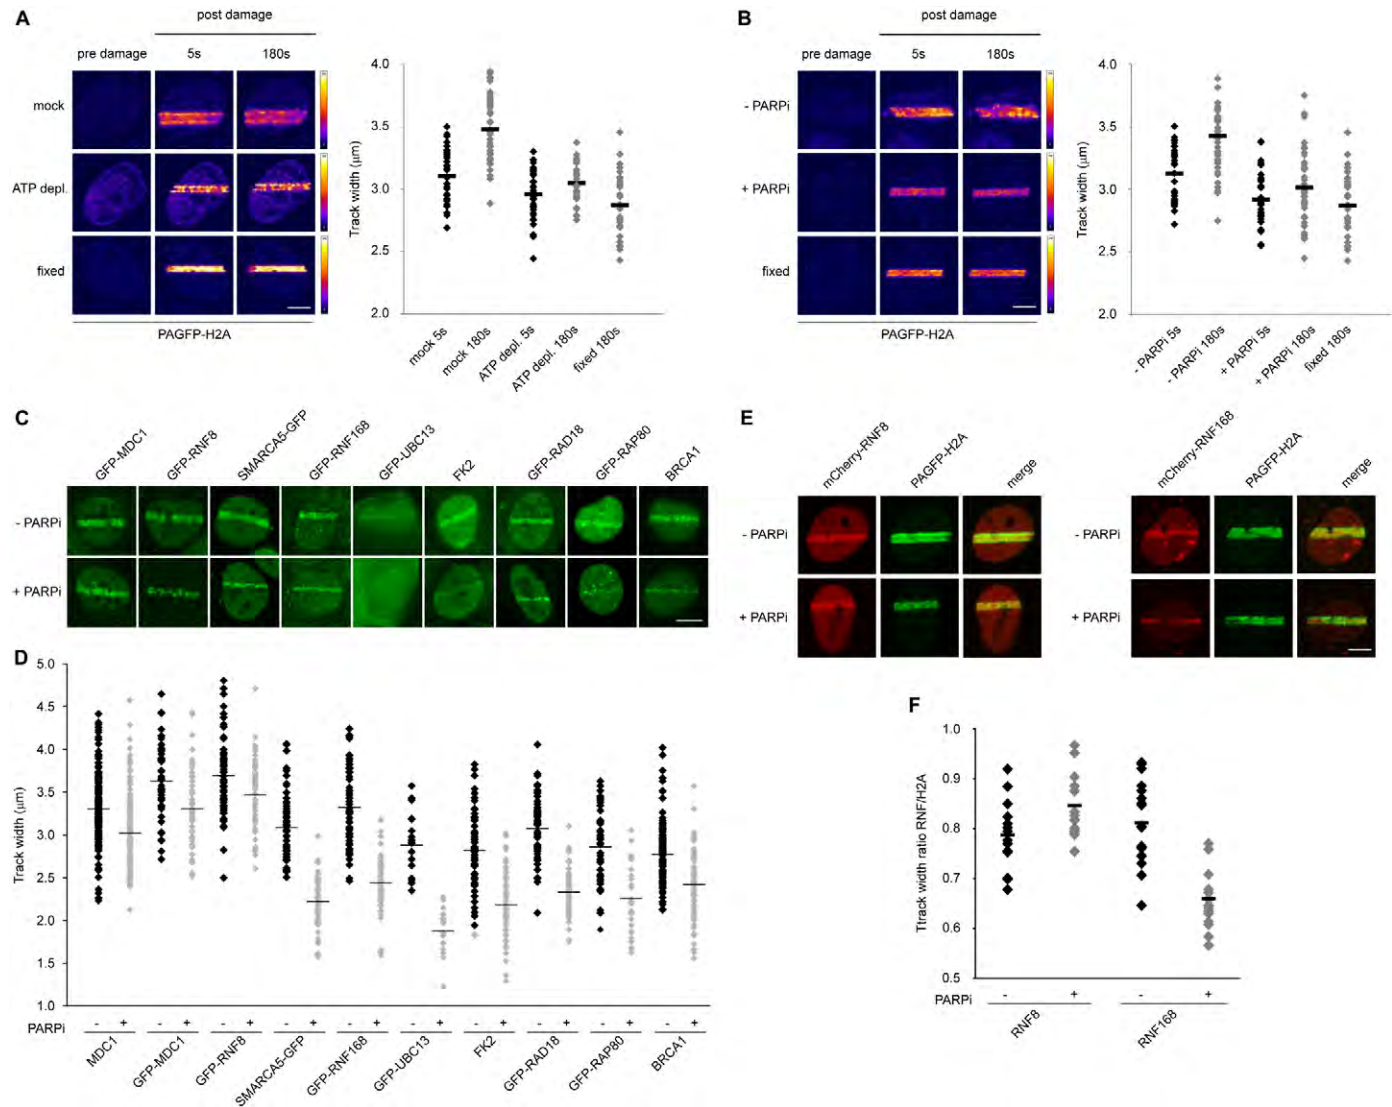 A
post damage
pre damage 5s 180s
mock
ATP depl.
fixed
PAGFP-H2A
Track width (μm)
4.0
3.5
3.0
2.5
2.0
mock 5s
mock 180s
ATP depl. 5s
ATP depl. 180s
fixed 180s
B
post damage
pre damage 5s 180s
- PARPi
+ PARPi
fixed
PAGFP-H2A
Track width (μm)
4.0
3.5
3.0
2.5
2.0
- PARPi 5s
- PARPi 180s
+ PARPi 5s
+ PARPi 180s
fixed 180s
C
GFP-MDC1
GFP-RNF8
SMARCA5-GFP
GFP-RNF168
GFP-UBC13
FK2
GFP-RAD18
GFP-RAP80
BRCA1
- PARPi
+ PARPi
E
mCherry-RNF8
PAGFP-H2A
merge
- PARPi
+ PARPi
mCherry-RNF168
PAGFP-H2A
merge
- PARPi
+ PARPi
D
Track width (μm)
5.0
4.5
4.0
3.5
3.0
2.5
2.0
1.5
1.0
PARPi - + - + - + - + - + - + - + - + - + - +
MDC1
GFP-MDC1
GFP-RNF8
SMARCA5-GFP
GFP-RNF168
GFP-UBC13
FK2
GFP-RAD18
GFP-RAP80
BRCA1
F
Ttrack width ratio RNF/H2A
1.0
0.9
0.8
0.7
0.6
0.5
PARPi - + - +
RNF8
RNF168